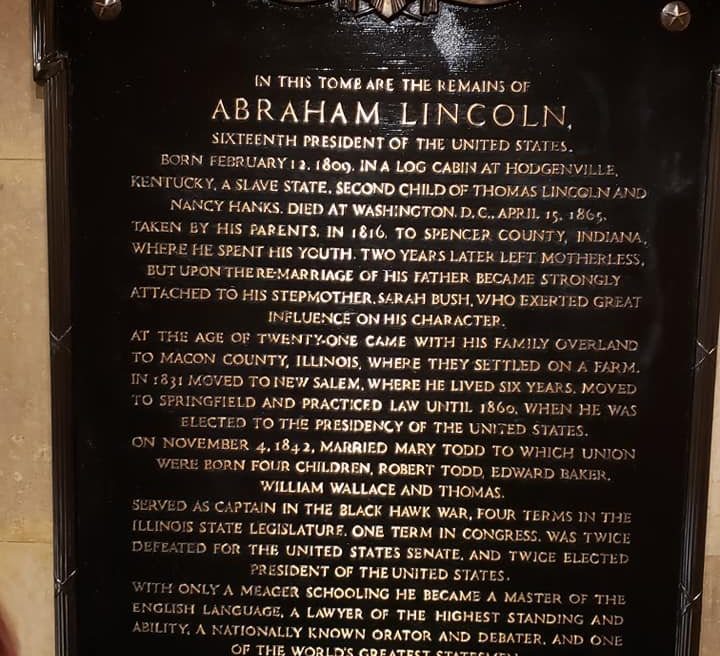 IN THIS TOMB ARE THE REMAINS OF
ABRAHAM LINCOLN,
SIXTEENTH PRESIDENT OF THE UNITED STATES.
BORN FEBRUARY 12, 1809, IN A LOG CABIN AT HODGENVILLE,
KENTUCKY, A SLAVE STATE. SECOND CHILD OF THOMAS LINCOLN AND
NANCY HANKS. DIED AT WASHINGTON, D.C., APRIL 15, 1865.
TAKEN BY HIS PARENTS, IN 1816, TO SPENCER COUNTY, INDIANA,
WHERE HE SPENT HIS YOUTH. TWO YEARS LATER LEFT MOTHERLESS,
BUT UPON THE RE-MARRIAGE OF HIS FATHER BECAME STRONGLY
ATTACHED TO HIS STEPMOTHER, SARAH BUSH, WHO EXERTED GREAT
INFLUENCE ON HIS CHARACTER.
AT THE AGE OF TWENTY-ONE CAME WITH HIS FAMILY OVERLAND
TO MACON COUNTY, ILLINOIS, WHERE THEY SETTLED ON A FARM.
IN 1831 MOVED TO NEW SALEM, WHERE HE LIVED SIX YEARS. MOVED
TO SPRINGFIELD AND PRACTICED LAW UNTIL 1860, WHEN HE WAS
ELECTED TO THE PRESIDENCY OF THE UNITED STATES.
ON NOVEMBER 4, 1842, MARRIED MARY TODD TO WHICH UNION
WERE BORN FOUR CHILDREN, ROBERT TODD, EDWARD BAKER,
WILLIAM WALLACE AND THOMAS.
SERVED AS CAPTAIN IN THE BLACK HAWK WAR, FOUR TERMS IN THE
ILLINOIS STATE LEGISLATURE, ONE TERM IN CONGRESS, WAS TWICE
DEFEATED FOR THE UNITED STATES SENATE, AND TWICE ELECTED
PRESIDENT OF THE UNITED STATES.
WITH ONLY A MEAGER SCHOOLING HE BECAME A MASTER OF THE
ENGLISH LANGUAGE, A LAWYER OF THE HIGHEST STANDING AND
ABILITY, A NATIONALLY KNOWN ORATOR AND DEBATER, AND ONE
OF THE WORLD'S GREATEST STATESMEN